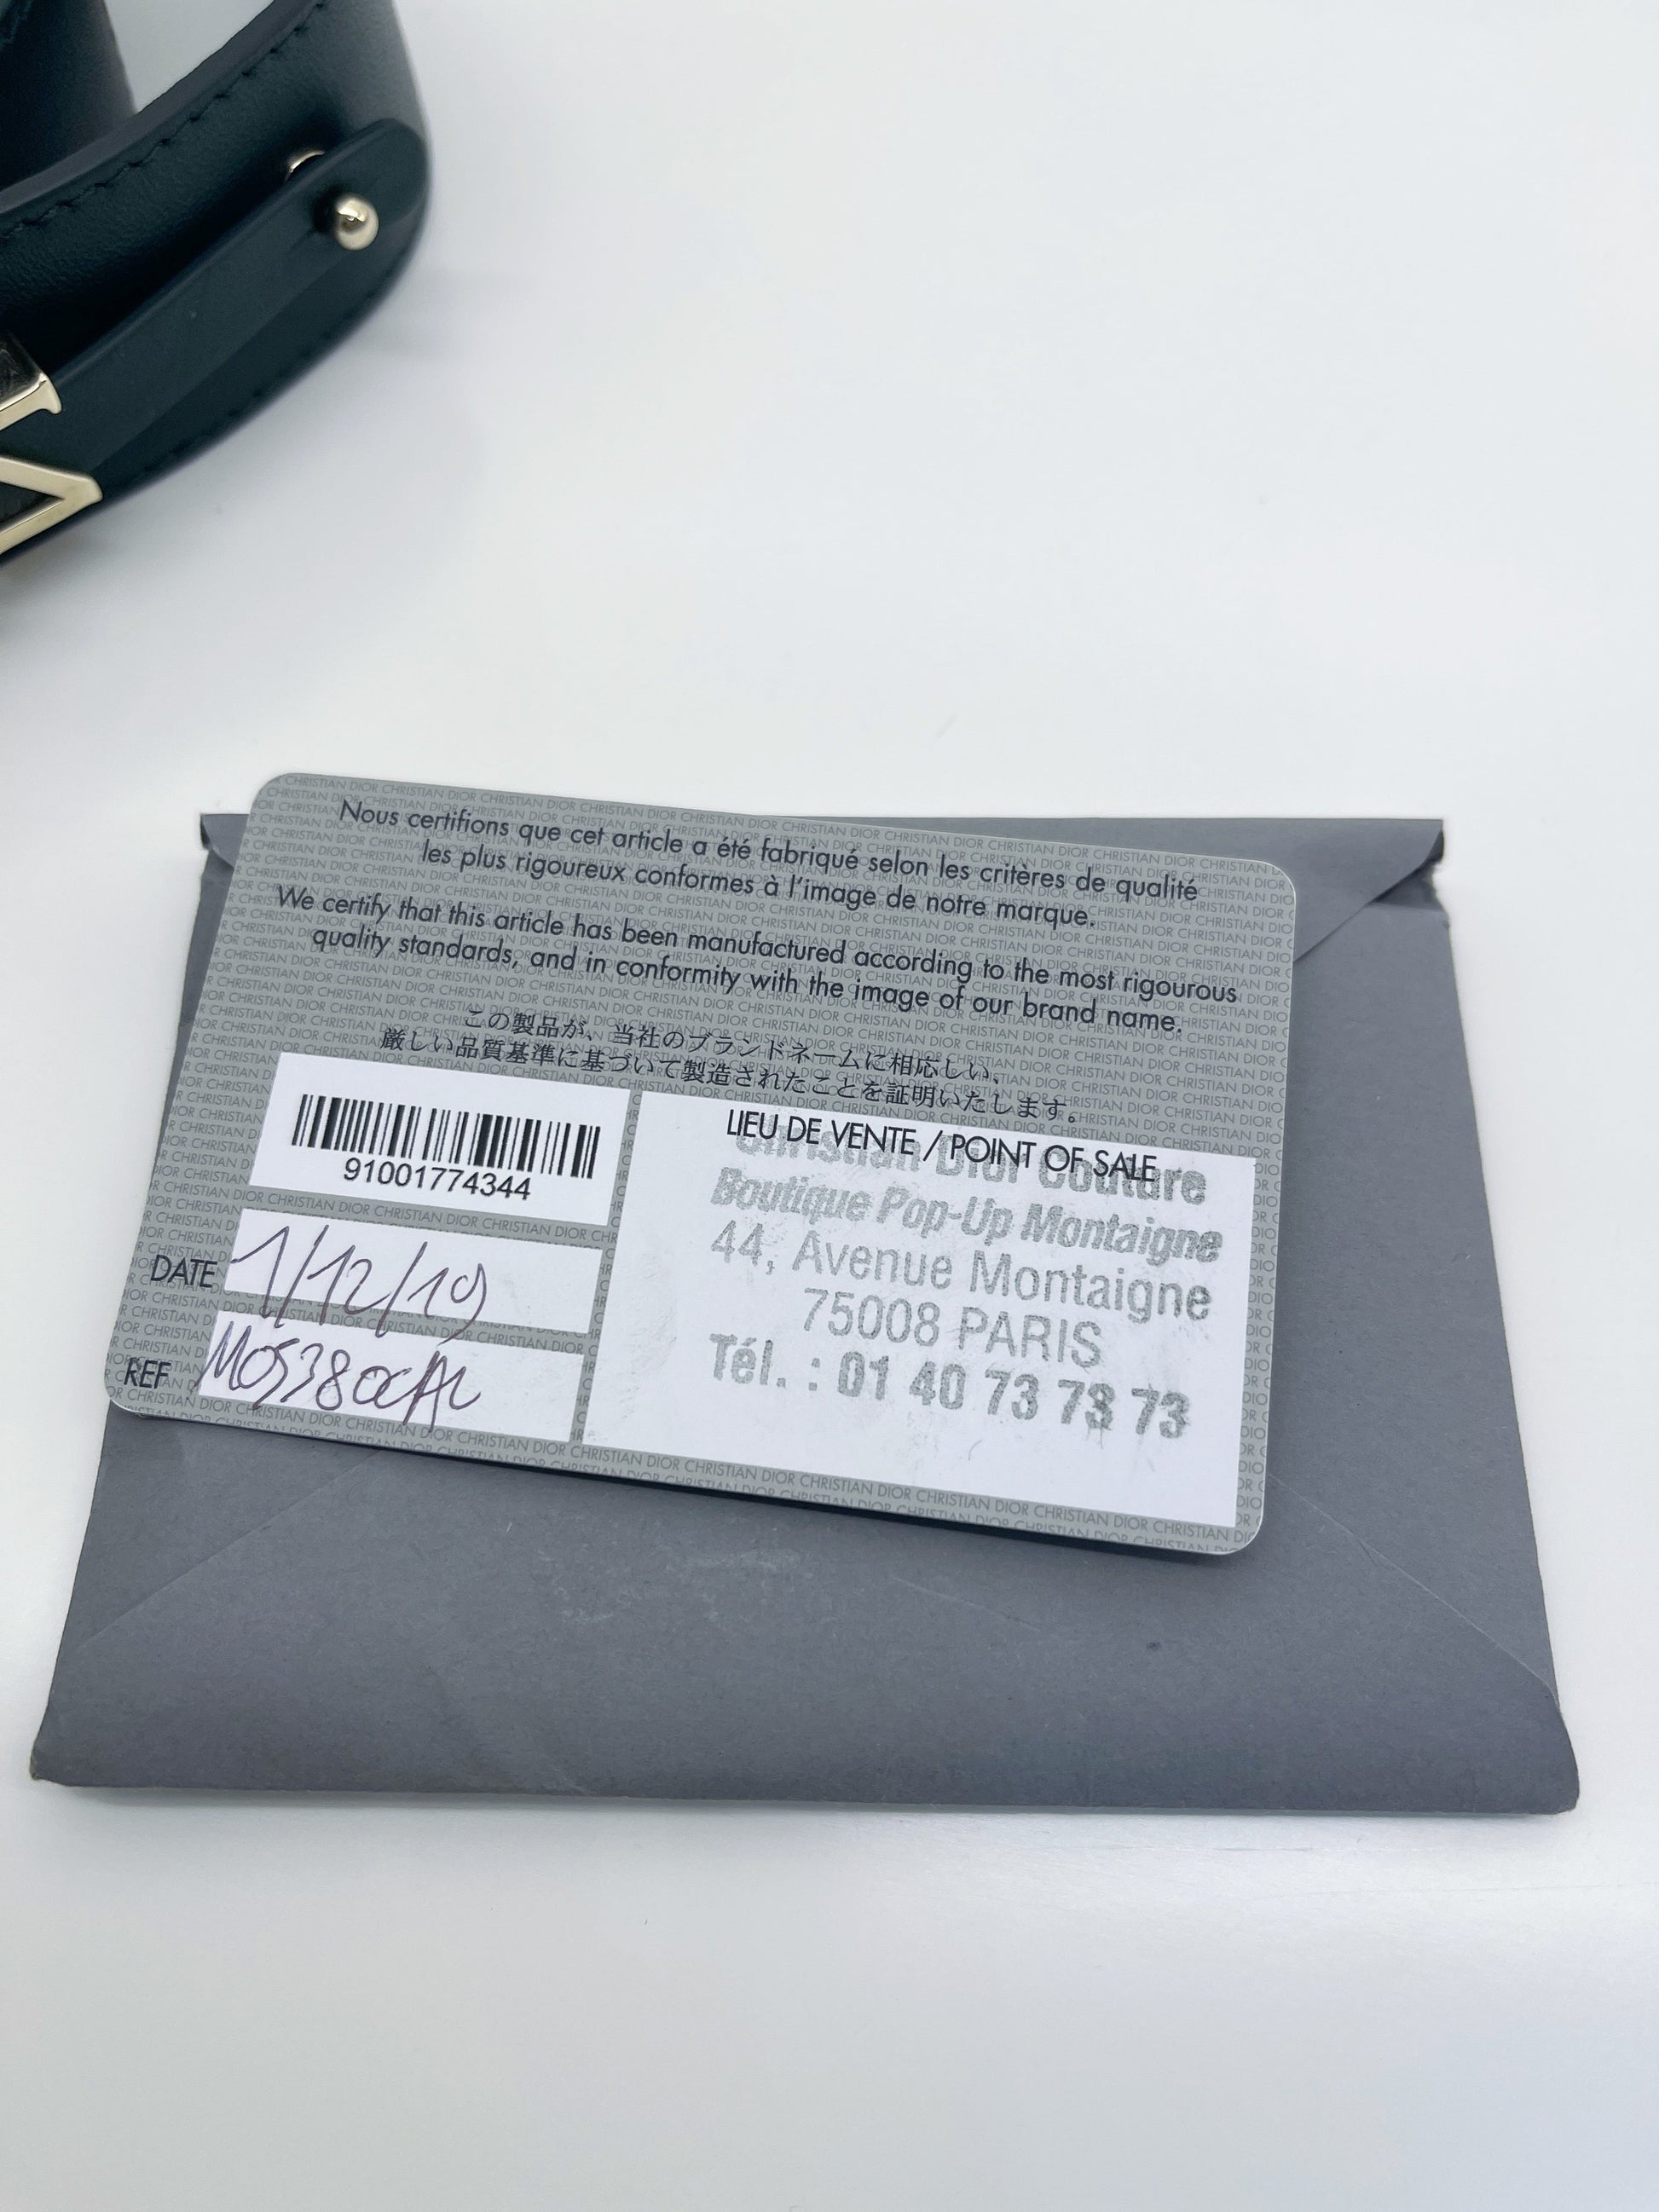 Nous certifions que cet article a été fabriqué selon les critères de qualité
les plus rigoureux conformes à l'image de notre marque.
We certify that this article has been manufactured according to the most rigourous
quality standards, and in conformity with the image of our brand name.
この製品が、当社のブランドネームに相応しい、
厳しい品質基準に基づいて製造されたことを証明いたします。
91001774344
DATE 1/12/19
REF M0538OCAL
LIEU DE VENTE / POINT OF SALE
Christian Dior Couture
Boutique Pop-Up Montaigne
44, Avenue Montaigne
75008 PARIS
Tél. : 01 40 73 73 73